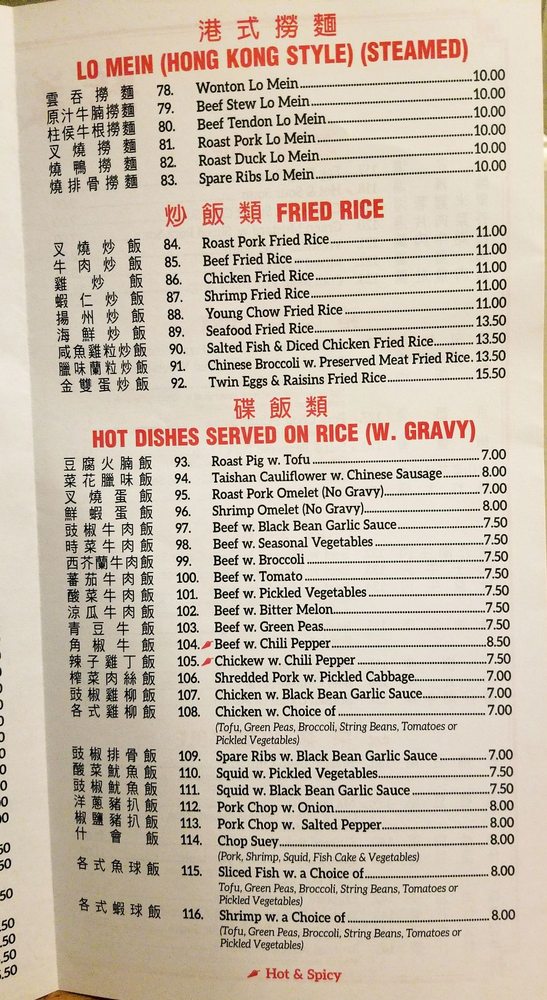 港式撈麵
LO MEIN (HONG KONG STYLE) (STEAMED)
雲吞撈麵 78. Wonton Lo Mein 10.00
原汁牛腩撈麵 79. Beef Stew Lo Mein 10.00
柱侯牛根撈麵 80. Beef Tendon Lo Mein 10.00
叉燒撈麵 81. Roast Pork Lo Mein 10.00
燒鴨撈麵 82. Roast Duck Lo Mein 10.00
燒排骨撈麵 83. Spare Ribs Lo Mein 10.00
炒飯類 FRIED RICE
叉燒炒飯 84. Roast Pork Fried Rice 11.00
牛肉炒飯 85. Beef Fried Rice 11.00
雞炒飯 86. Chicken Fried Rice 11.00
蝦仁炒飯 87. Shrimp Fried Rice 11.00
揚州炒飯 88. Young Chow Fried Rice 11.00
海鮮炒飯 89. Seafood Fried Rice 13.50
咸魚雞粒炒飯 90. Salted Fish & Diced Chicken Fried Rice 13.50
臘味蘭粒炒飯 91. Chinese Broccoli w. Preserved Meat Fried Rice. 13.50
金雙蛋炒飯 92. Twin Eggs & Raisins Fried Rice 15.50
碟飯類
HOT DISHES SERVED ON RICE (W. GRAVY)
豆腐火腩飯 93. Roast Pig w. Tofu 7.00
菜花臘味飯 94. Taishan Cauliflower w. Chinese Sausage 8.00
叉燒蛋飯 95. Roast Pork Omelet (No Gravy) 7.00
鮮蝦蛋飯 96. Shrimp Omelet (No Gravy) 8.00
豉椒牛肉飯 97. Beef w. Black Bean Garlic Sauce 7.50
時菜牛肉飯 98. Beef w. Seasonal Vegetables 7.50
西芥蘭牛肉飯 99. Beef w. Broccoli 7.50
蕃茄牛肉飯 100. Beef w. Tomato 7.50
酸菜牛肉飯 101. Beef w. Pickled Vegetables 7.50
涼瓜牛肉飯 102. Beef w. Bitter Melon 7.50
青豆牛飯 103. Beef w. Green Peas 7.50
角椒牛飯 104. Beef w. Chili Pepper 8.50
辣子雞丁飯 105. Chickew w. Chili Pepper 7.50
榨菜肉絲飯 106. Shredded Pork w. Pickled Cabbage 7.00
豉椒雞柳飯 107. Chicken w. Black Bean Garlic Sauce 7.00
各式雞柳飯 108. Chicken w. Choice of 7.00
(Tofu, Green Peas, Broccoli, String Beans, Tomatoes or
Pickled Vegetables)
豉椒排骨飯 109. Spare Ribs w. Black Bean Garlic Sauce 7.00
酸菜魷魚飯 110. Squid w. Pickled Vegetables 7.50
豉椒魷魚飯 111. Squid w. Black Bean Garlic Sauce 7.50
洋蔥豬扒飯 112. Pork Chop w. Onion 8.00
椒鹽豬扒飯 113. Pork Chop w. Salted Pepper 8.00
什會飯 114. Chop Suey 8.00
(Pork, Shrimp, Squid, Fish Cake & Vegetables)
各式魚球飯 115. Sliced Fish w. a Choice of 8.00
Tofu, Green Peas, Broccoli, String Beans, Tomatoes or
Pickled Vegetables)
各式蝦球飯 116. Shrimp w. a Choice of 8.00
(Tofu, Green Peas, Broccoli, String Beans, Tomatoes or
Pickled Vegetables)
Hot & Spicy